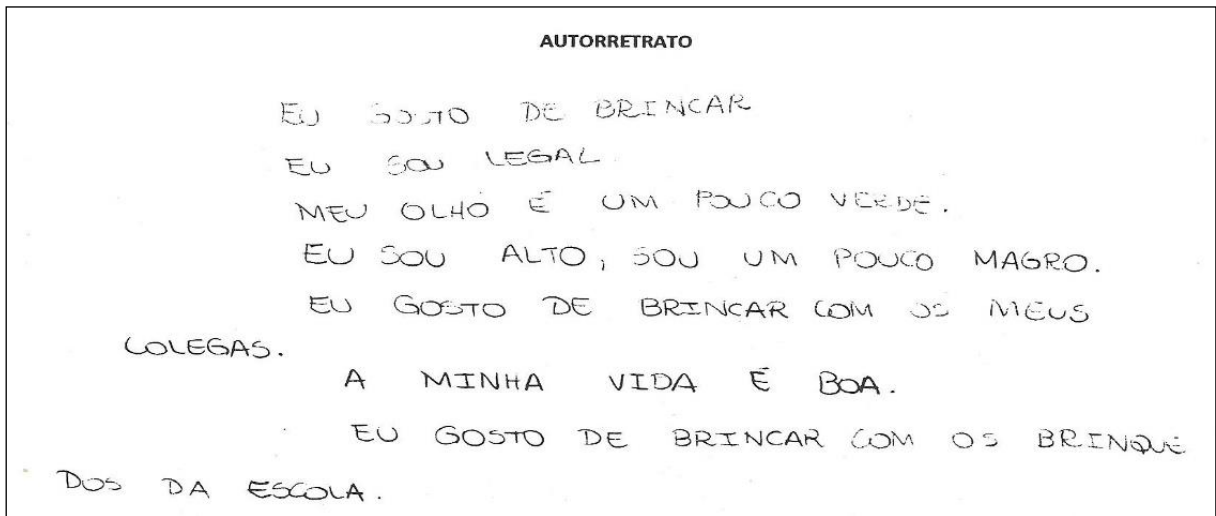 AUTORRETRATO
EU GOSTO DE BRINCAR
EU SOU LEGAL.
MEU OLHO É UM POUCO VERDE.
EU SOU ALTO, SOU UM POUCO MAGRO.
EU GOSTO DE BRINCAR COM OS MEUS
COLEGAS.
A MINHA VIDA É BOA.
EU GOSTO DE BRINCAR COM OS BRINQUE
DOS DA ESCOLA.